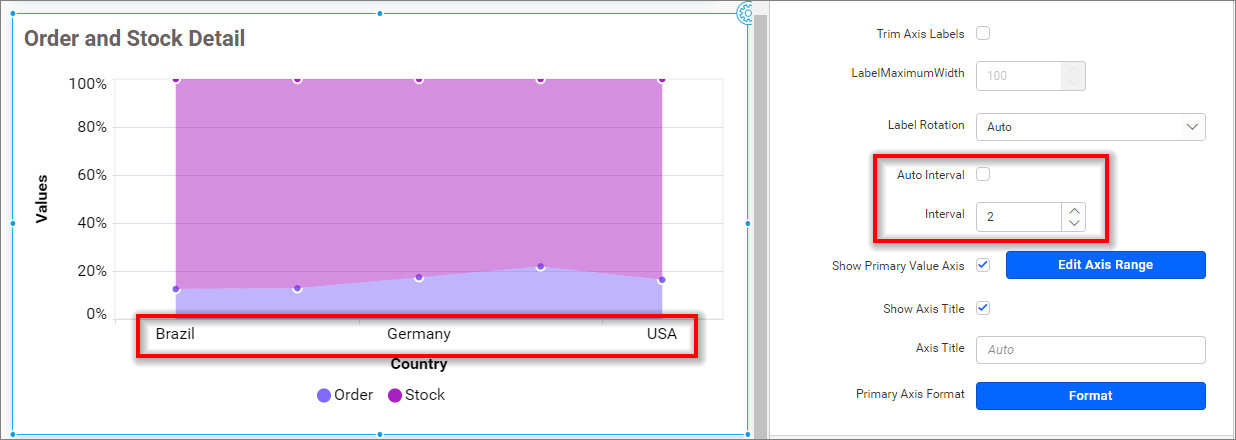 Order and Stock Detail
100%
80%
60%
40%
20%
0%
Values
Brazil Germany USA
Country
Order Stock
Trim Axis Labels
LabelMaximumWidth 100
Label Rotation Auto
Auto Interval
Interval 2
Show Primary Value Axis Edit Axis Range
Show Axis Title
Axis Title Auto
Primary Axis Format Format